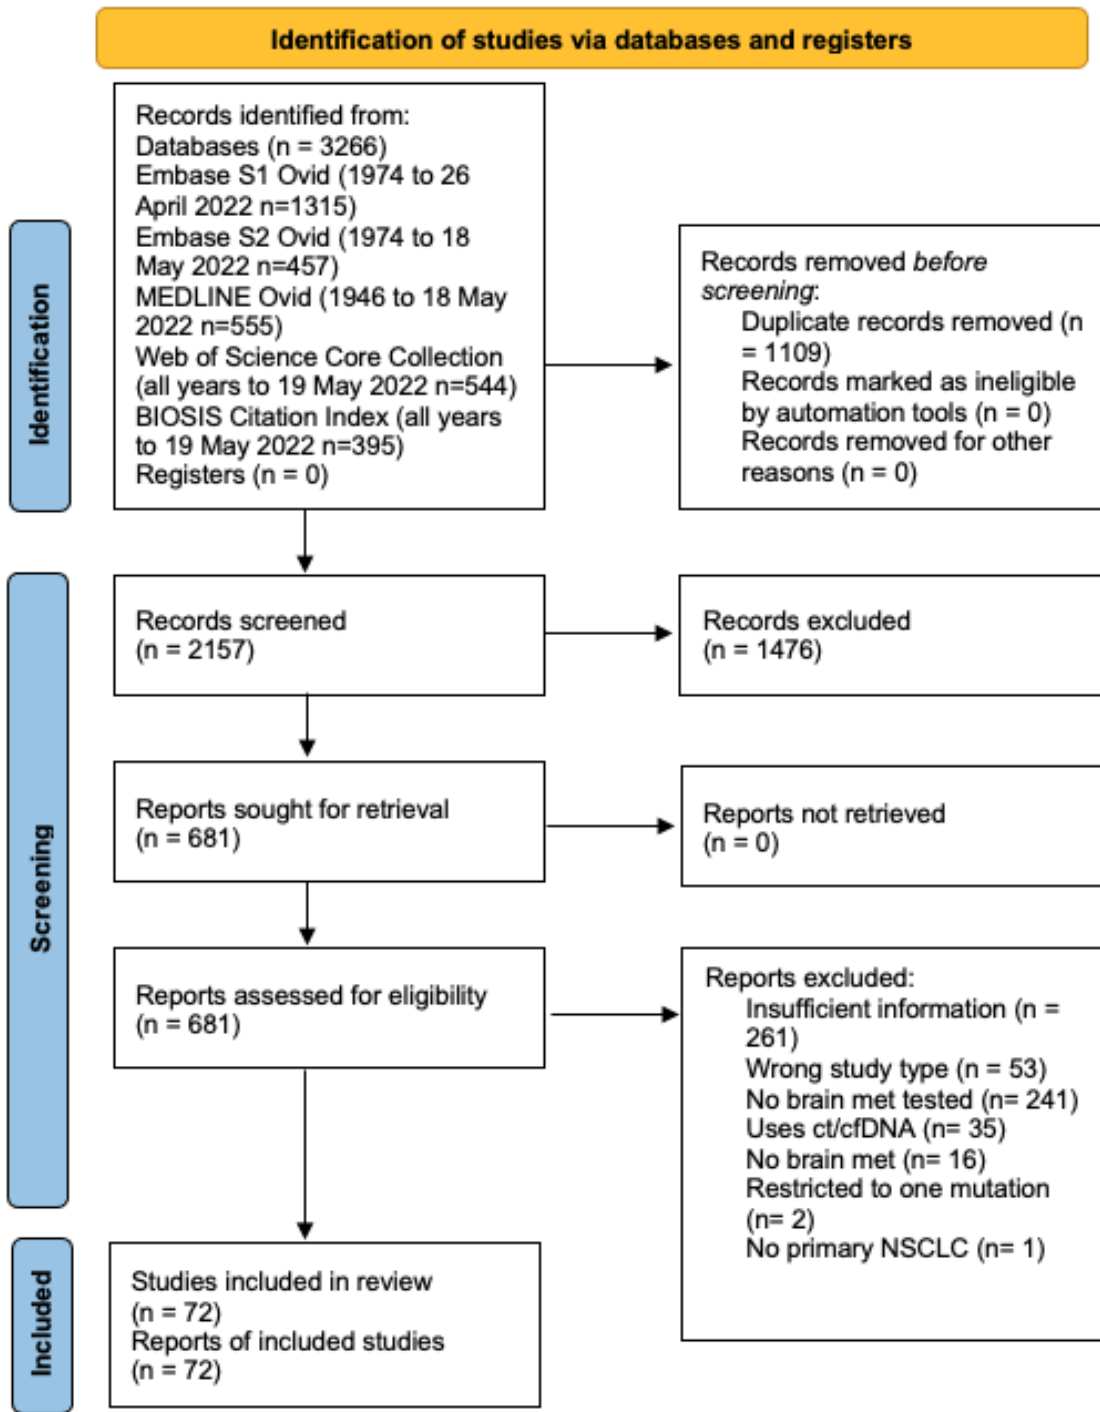 Identification of studies via databases and registers
Identification
Records identified from:
Databases (n = 3266)
Embase S1 Ovid (1974 to 26
April 2022 n=1315)
Embase S2 Ovid (1974 to 18
May 2022 n=457)
MEDLINE Ovid (1946 to 18 May
2022 n=555)
Web of Science Core Collection
(all years to 19 May 2022 n=544)
BIOSIS Citation Index (all years
to 19 May 2022 n=395)
Registers (n = 0)
Records removed before
screening:
Duplicate records removed (n
= 1109)
Records marked as ineligible
by automation tools (n = 0)
Records removed for other
reasons (n = 0)
Screening
Records screened
(n = 2157)
Records excluded
(n = 1476)
Reports sought for retrieval
(n = 681)
Reports not retrieved
(n = 0)
Reports assessed for eligibility
(n = 681)
Reports excluded:
Insufficient information (n =
261)
Wrong study type (n = 53)
No brain met tested (n= 241)
Uses ct/cfDNA (n= 35)
No brain met (n= 16)
Restricted to one mutation
(n= 2)
No primary NSCLC (n= 1)
Included
Studies included in review
(n = 72)
Reports of included studies
(n = 72)